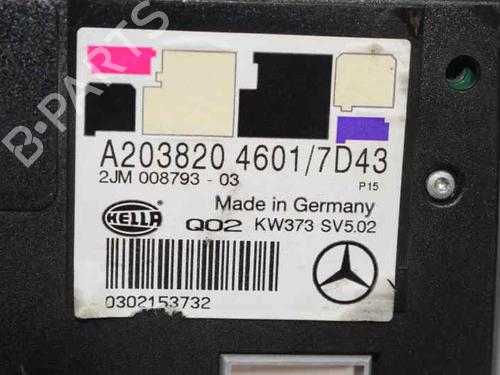 B-PARTS
A203820 4601/7D43
2JM 008793 - 03
P15
Made in Germany
HELLA
Q02 KW373 SV5.02
0302153732